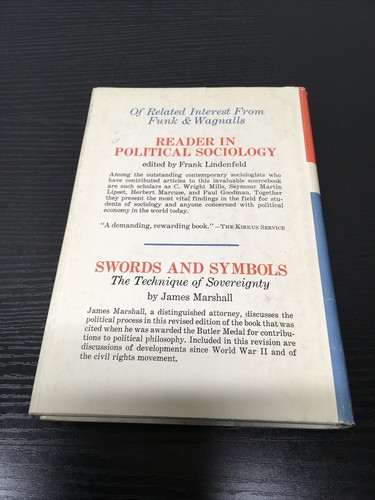 Of Related Interest From
Funk & Wagnalls
READER IN
POLITICAL SOCIOLOGY
edited by Frank Lindenfeld
Among the outstanding contemporary sociologists who
have contributed articles to this invaluable sourcebook
are such scholars as C. Wright Mills, Seymour Martin
Lipset, Herbert Marcuse, and Paul Goodman. Together
they present the most vital findings in the field for stu-
dents of sociology and anyone concerned with political
economy in the world today.
"A demanding, rewarding book."—THE KIRKUS SERVICE
SWORDS AND SYMBOLS
The Technique of Sovereignty
by James Marshall
James Marshall, a distinguished attorney, discusses the
political process in this revised edition of the book that was
cited when he was awarded the Butler Medal for contribu-
tions to political philosophy. Included in this revision are
discussions of developments since World War II and of
the civil rights movement.